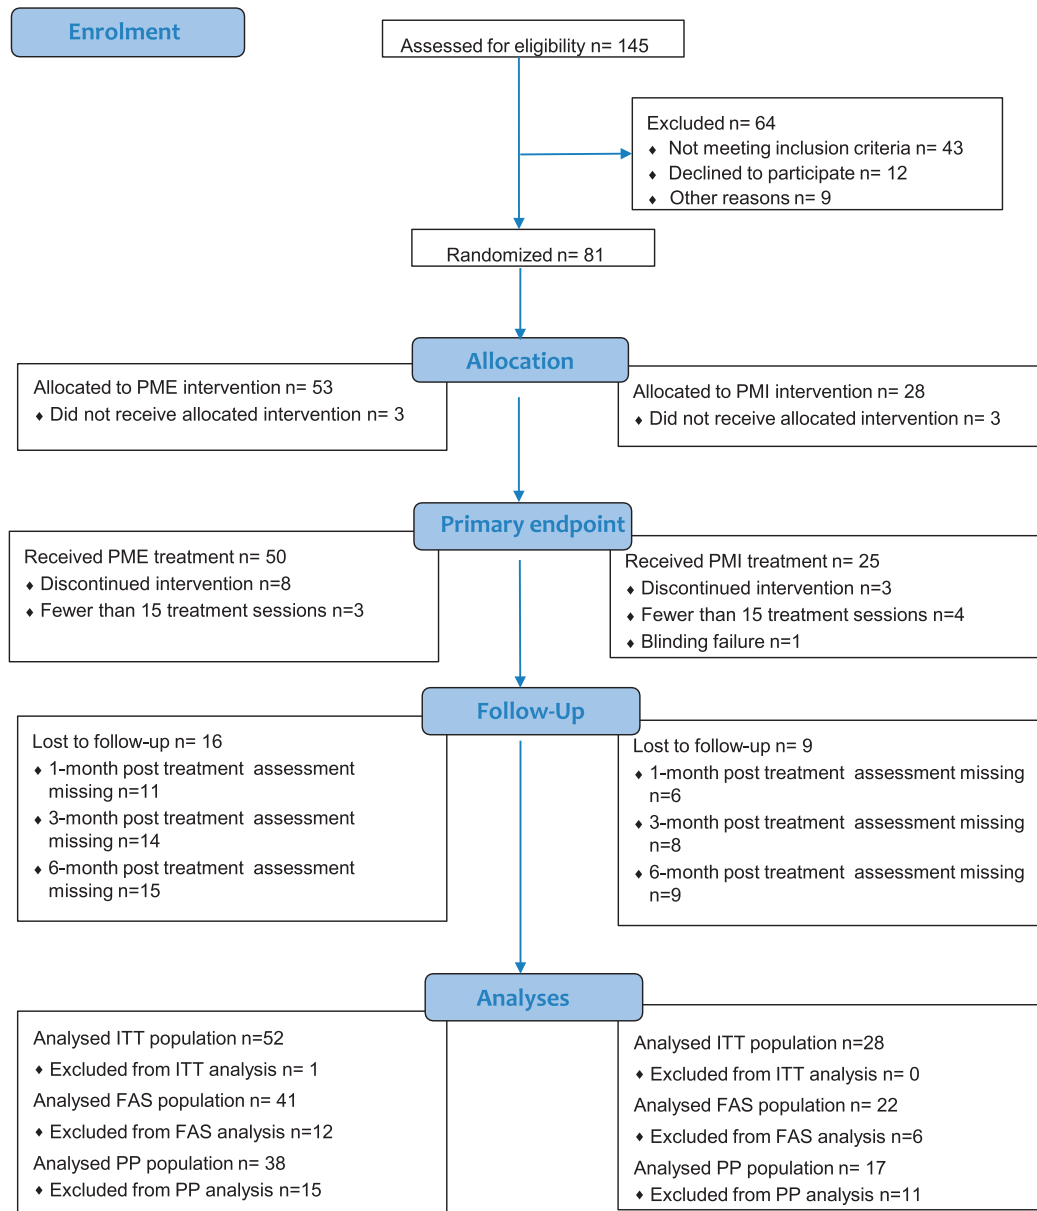 Enrolment
Assessed for eligibility n= 145
Excluded n= 64
♦ Not meeting inclusion criteria n= 43
♦ Declined to participate n= 12
♦ Other reasons n= 9
Randomized n= 81
Allocation
Allocated to PME intervention n= 53
♦ Did not receive allocated intervention n= 3
Allocated to PMI intervention n= 28
♦ Did not receive allocated intervention n= 3
Primary endpoint
Received PME treatment n= 50
♦ Discontinued intervention n=8
♦ Fewer than 15 treatment sessions n=3
Received PMI treatment n= 25
♦ Discontinued intervention n=3
♦ Fewer than 15 treatment sessions n=4
♦ Blinding failure n=1
Follow-Up
Lost to follow-up n= 16
♦ 1-month post treatment assessment
missing n=11
♦ 3-month post treatment assessment
missing n=14
♦ 6-month post treatment assessment
missing n=15
Lost to follow-up n= 9
♦ 1-month post treatment assessment missing
n=6
♦ 3-month post treatment assessment missing
n=8
♦ 6-month post treatment assessment missing
n=9
Analyses
Analysed ITT population n=52
♦ Excluded from ITT analysis n= 1
Analysed FAS population n= 41
♦ Excluded from FAS analysis n=12
Analysed PP population n= 38
♦ Excluded from PP analysis n=15
Analysed ITT population n=28
♦ Excluded from ITT analysis n= 0
Analysed FAS population n= 22
♦ Excluded from FAS analysis n=6
Analysed PP population n= 17
♦ Excluded from PP analysis n=11